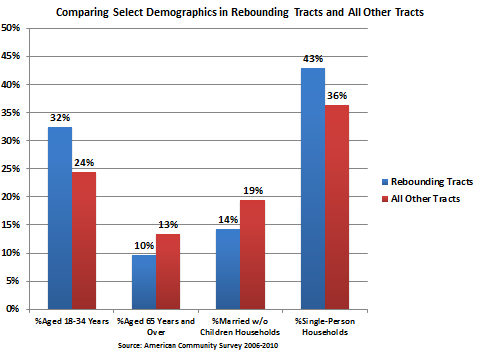 Comparing Select Demographics in Rebounding Tracts and All Other Tracts
50%
45%
40%
35%
30%
25%
20%
15%
10%
5%
0%
32%
24%
10%
13%
14%
19%
43%
36%
Rebounding Tracts
All Other Tracts
%Aged 18-34 Years
%Aged 65 Years and
Over
%Married w/o
Children Households
%Single-Person
Households
Source: American Community Survey 2006-2010